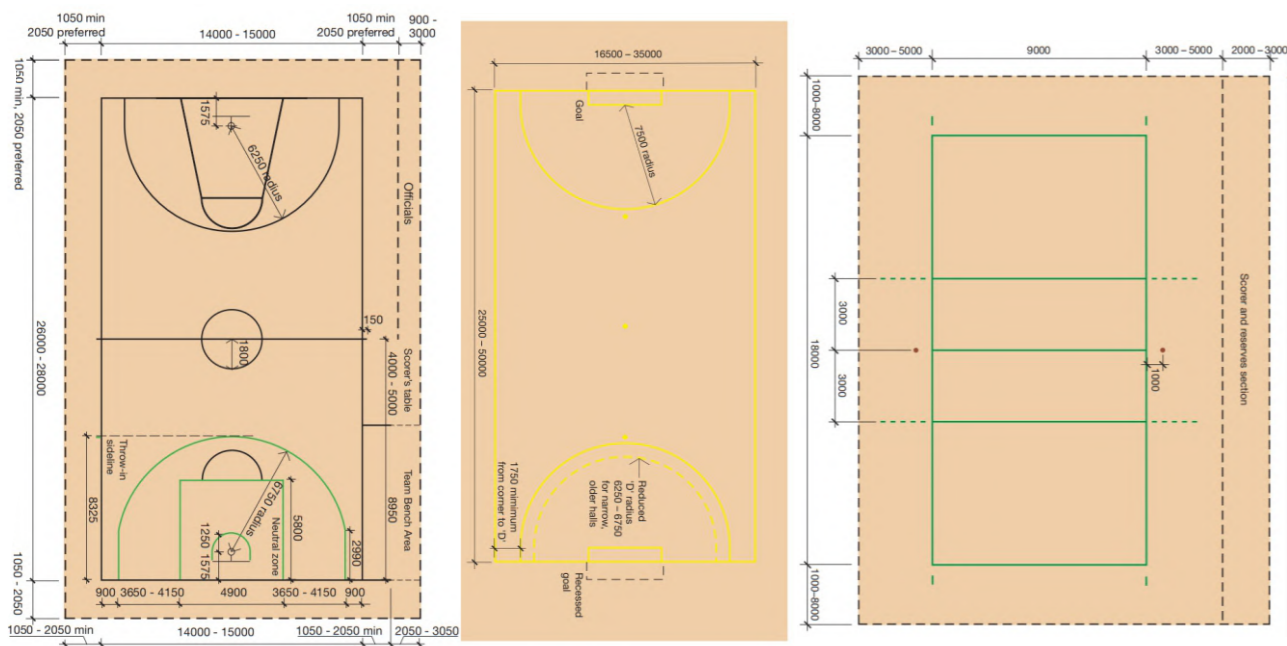 1050 min
2050 preferred
14000 - 15000
1050 min
2050 preferred
900 -
3000
1050 min, 2050 preferred
1575
6250 radius
Officials
26000 - 28000
150
1800
Scorer's table
4000 - 5000
Throw-in
sideline
8325
6750 radius
Neutral zone
5800
1250
1575
2990
Team Bench Area
8950
1050 - 2050
900
3650 - 4150
4900
3650 - 4150
900
1050 - 2050 min
14000 - 15000
1050 - 2050 min
2050 - 3050
16500 – 35000
Goal
7500 radius
25000 – 50000
1750 mimimum
from corner to 'D'
Reduced
'D' radius
6250 – 6750
for narrow,
older halls
Recessed
goal
3000–5000
9000
3000–5000
2000–3000
1000–8000
3000
18000
3000
1000
Scorer and reserves section
1000–8000